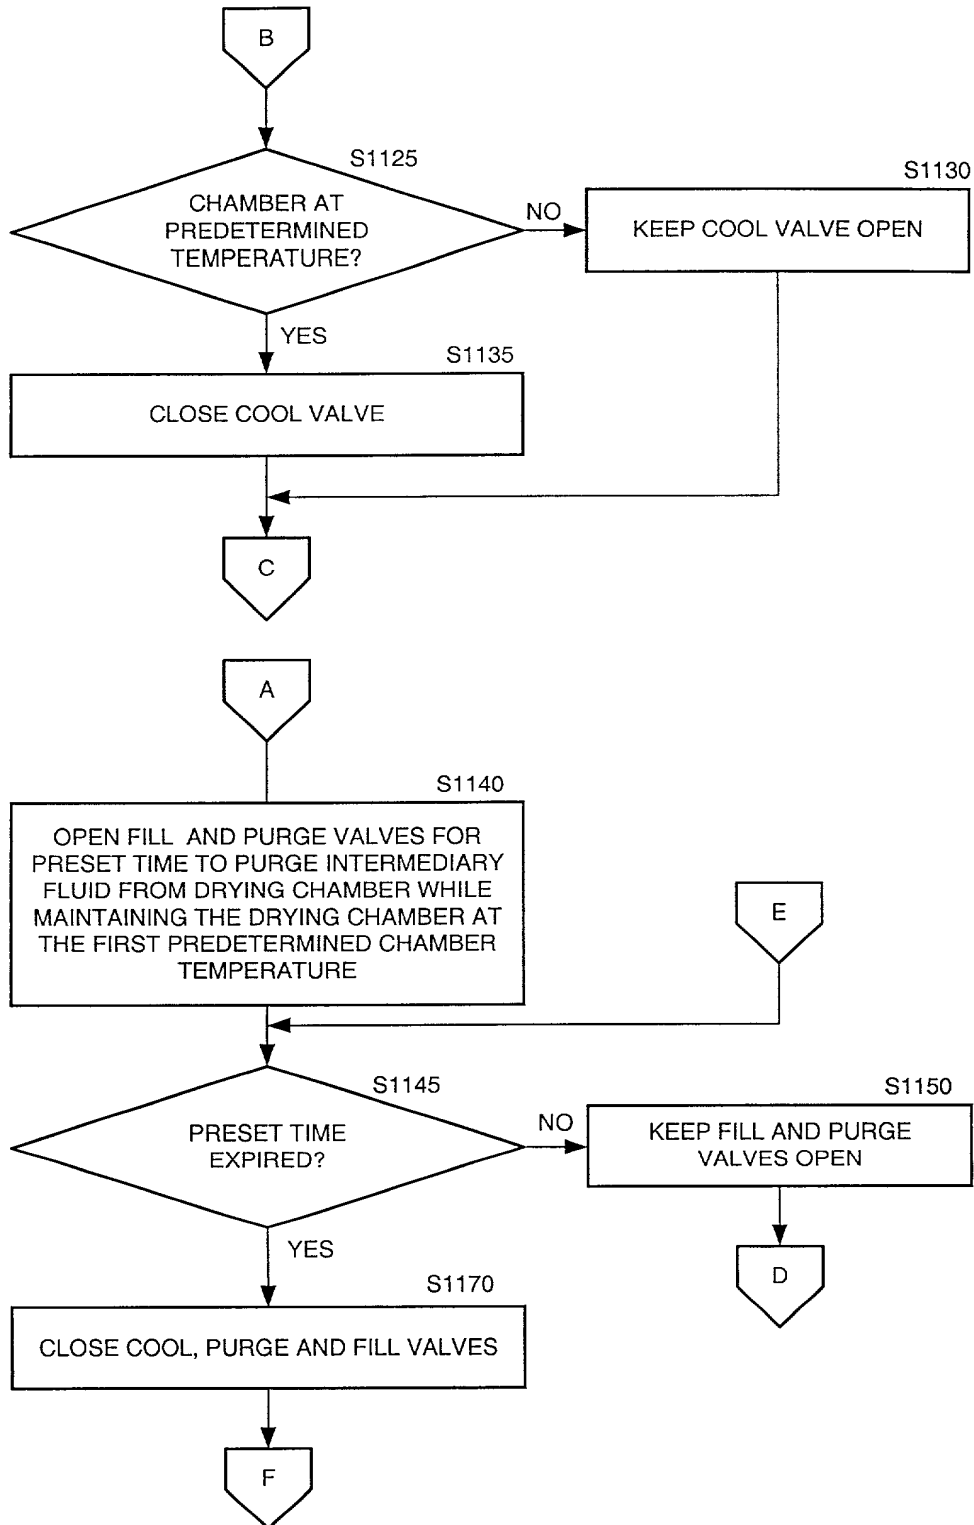 B
S1125
CHAMBER AT
PREDETERMINED
TEMPERATURE?
NO
S1130
KEEP COOL VALVE OPEN
YES
S1135
CLOSE COOL VALVE
C
A
S1140
OPEN FILL AND PURGE VALVES FOR
PRESET TIME TO PURGE INTERMEDIARY
FLUID FROM DRYING CHAMBER WHILE
MAINTAINING THE DRYING CHAMBER AT
THE FIRST PREDETERMINED CHAMBER
TEMPERATURE
E
S1145
PRESET TIME
EXPIRED?
NO
S1150
KEEP FILL AND PURGE
VALVES OPEN
YES
D
S1170
CLOSE COOL, PURGE AND FILL VALVES
F